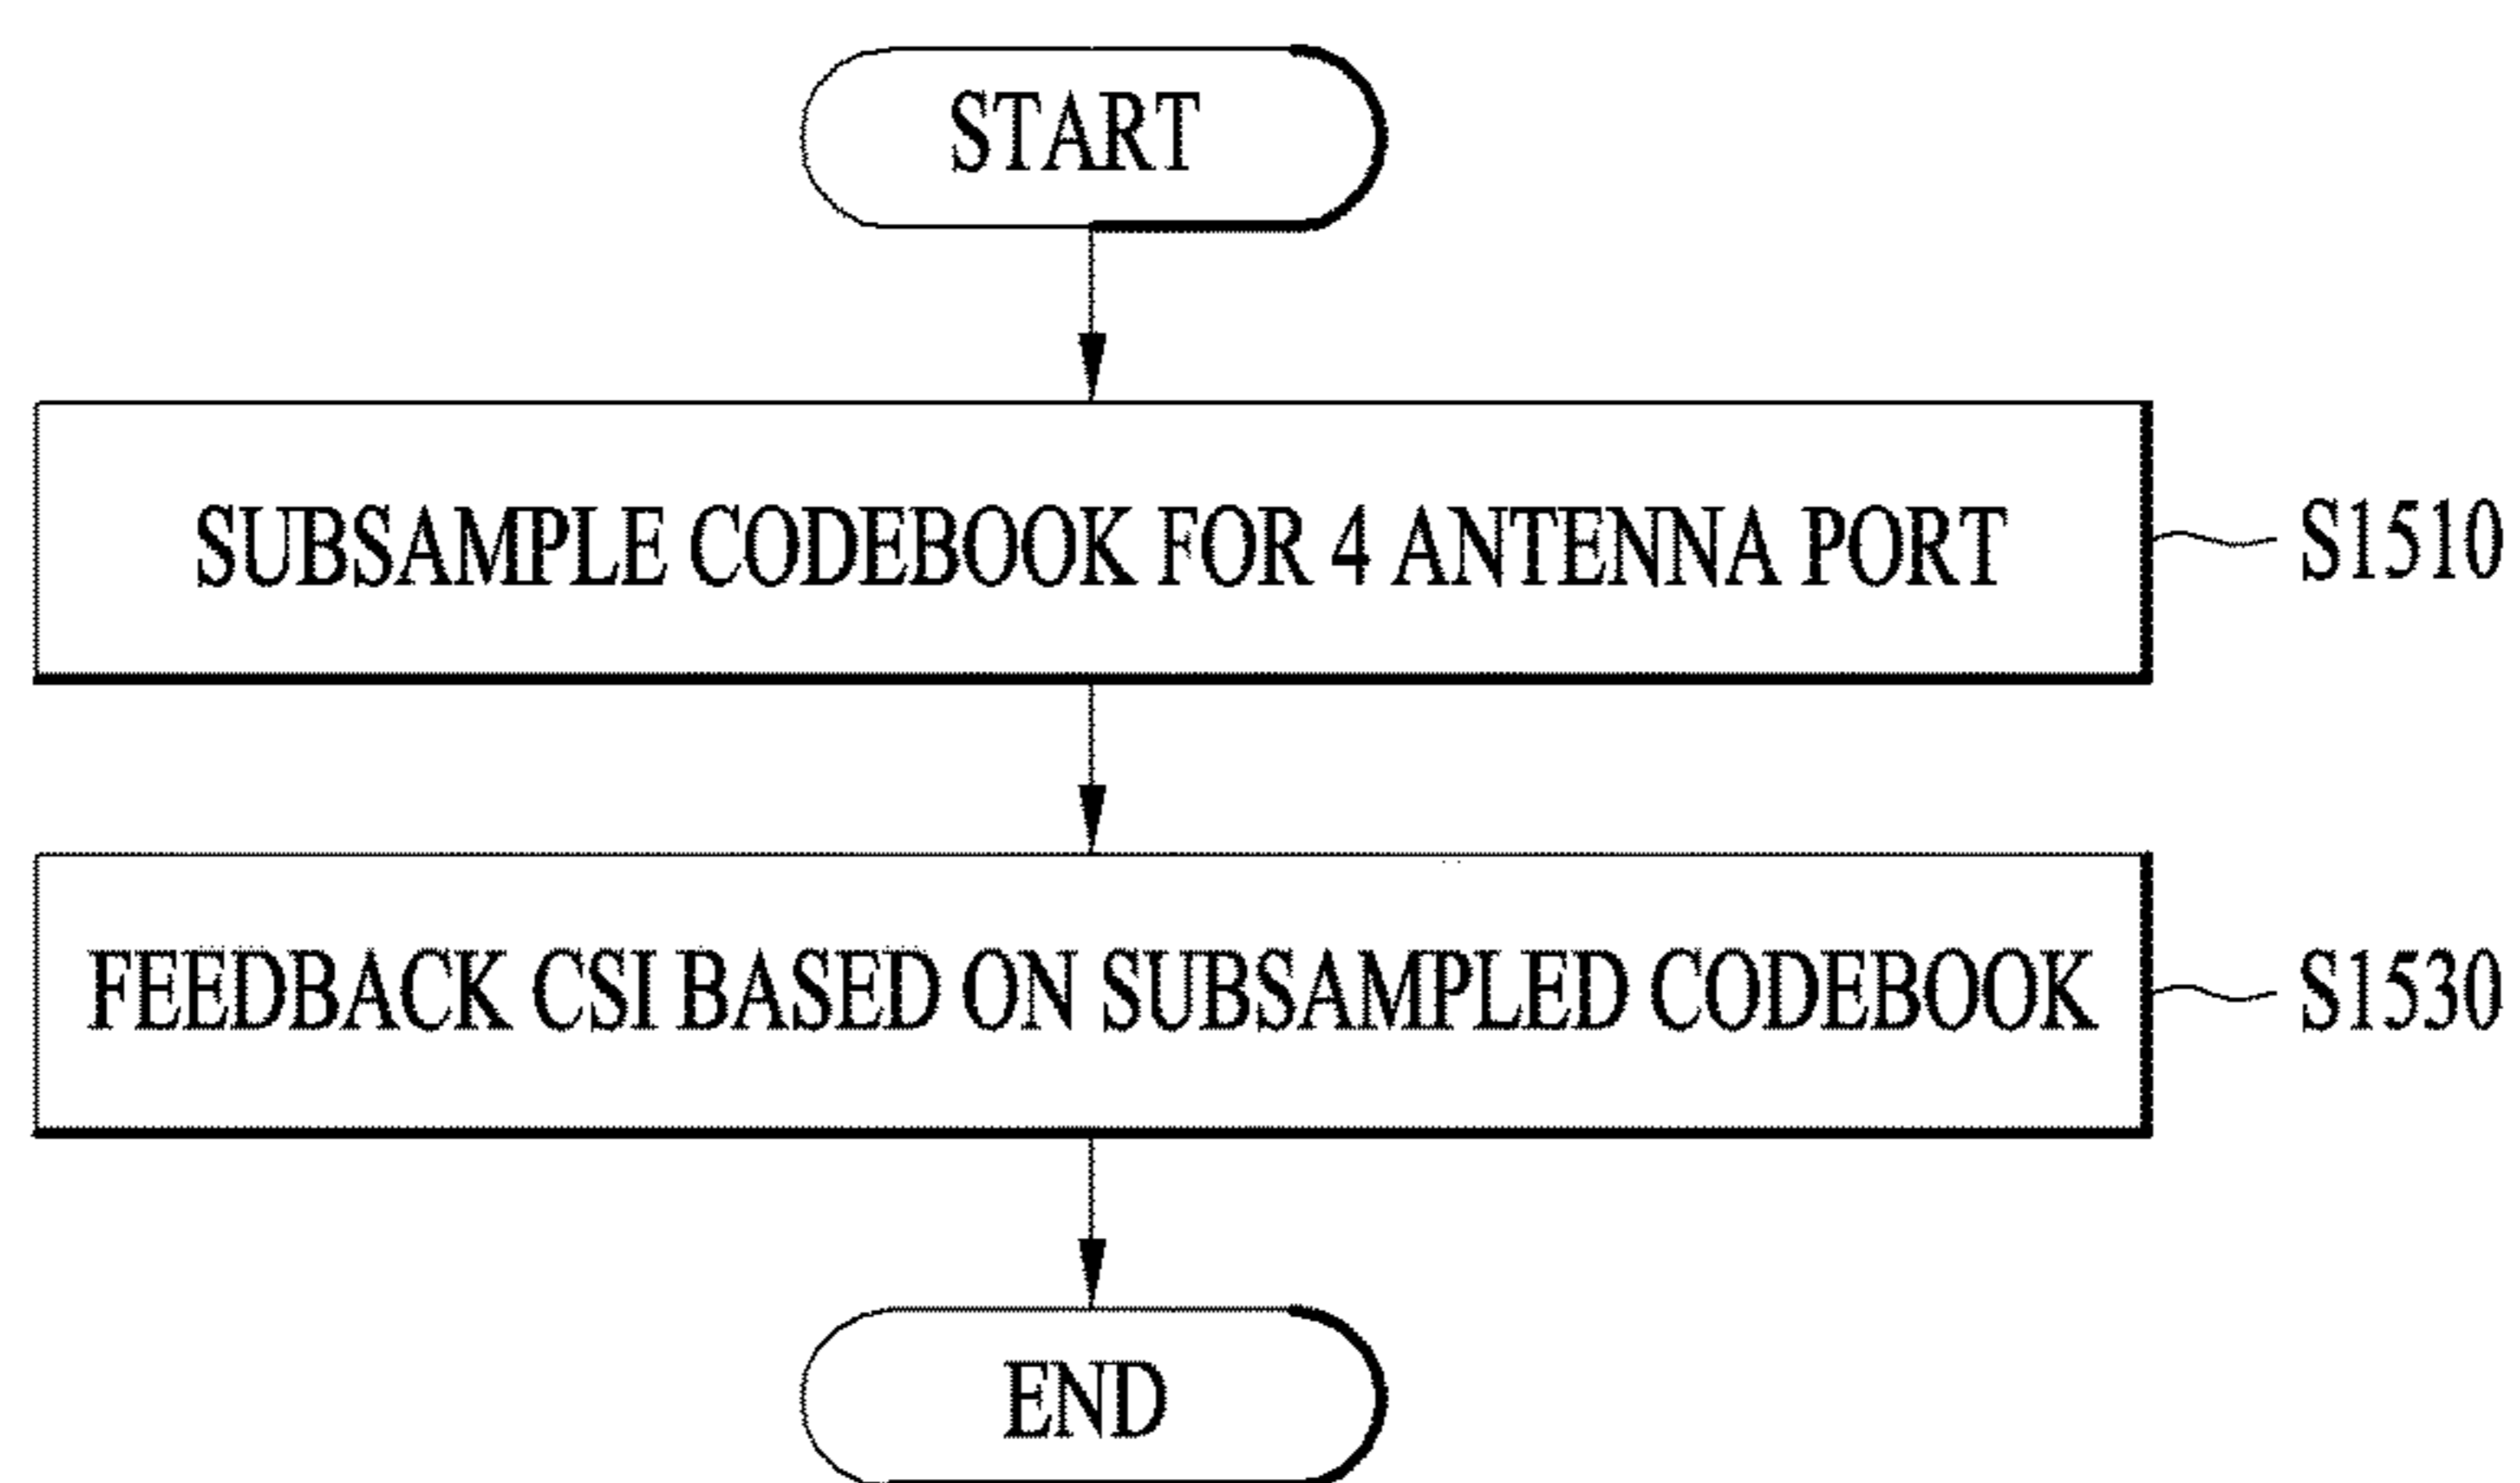 START
SUBSAMPLE CODEBOOK FOR 4 ANTENNA PORT
S1510
FEEDBACK CSI BASED ON SUBSAMPLED CODEBOOK
S1530
END